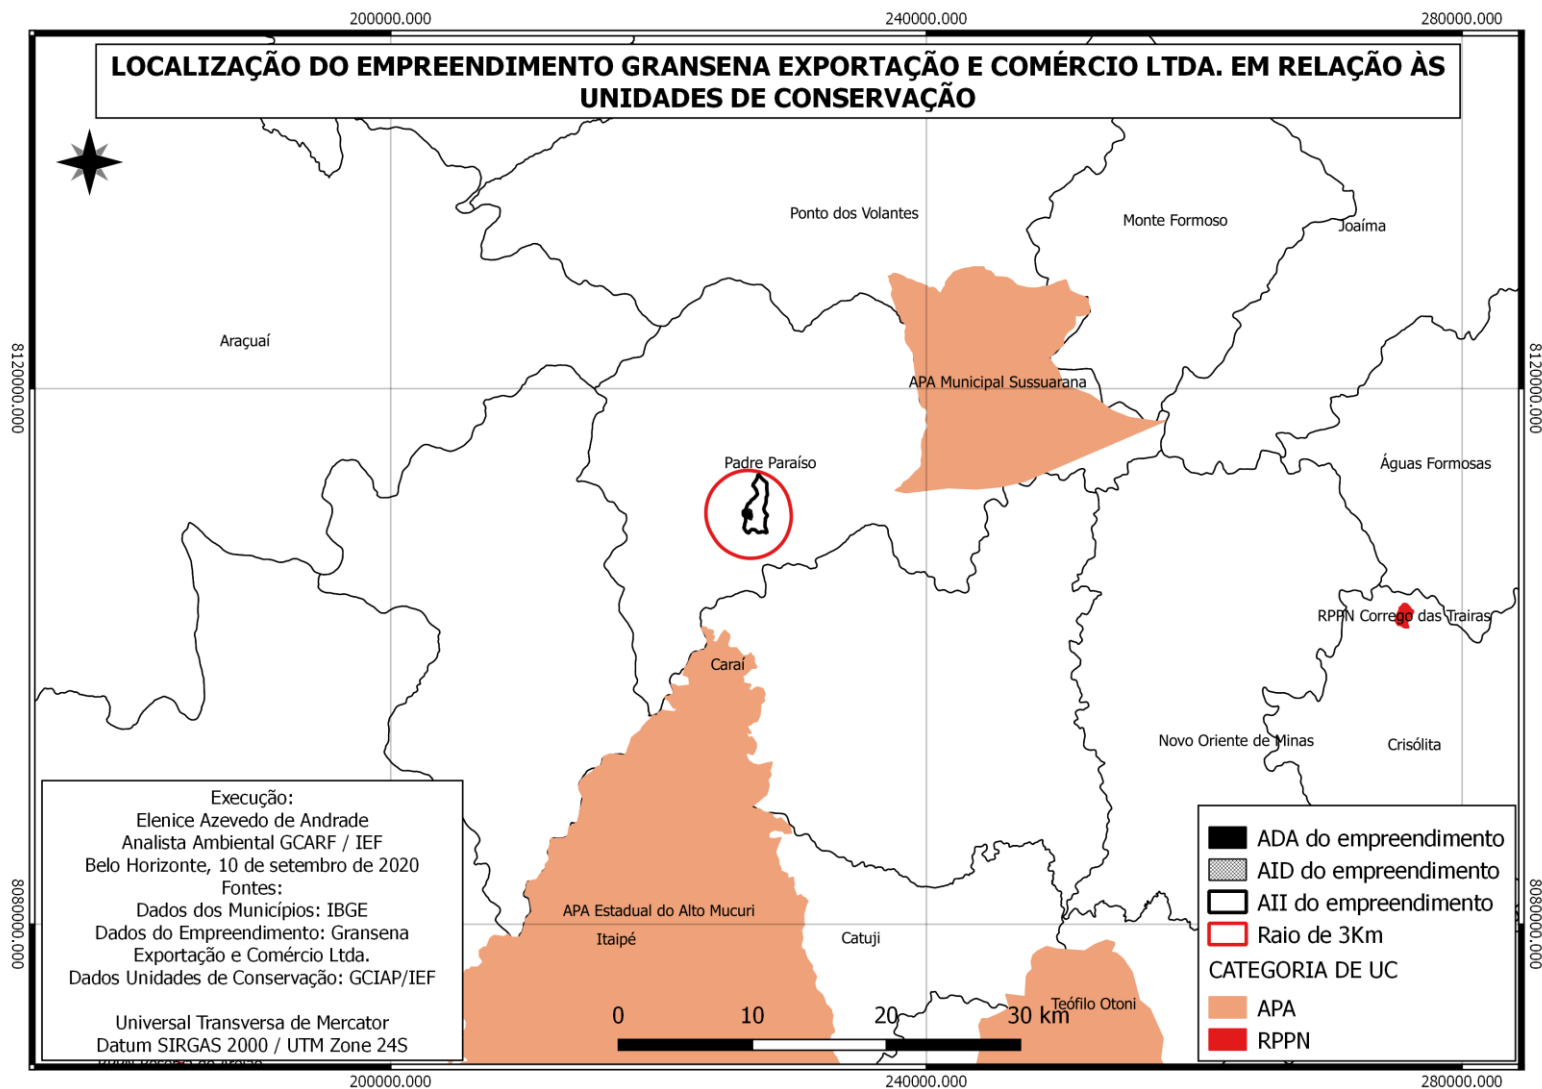 200000.000
240000.000
280000.000
LOCALIZAÇÃO DO EMPREENDIMENTO GRANSENA EXPORTAÇÃO E COMÉRCIO LTDA. EM RELAÇÃO ÀS
UNIDADES DE CONSERVAÇÃO
Ponto dos Volantes
Monte Formoso
Joaíma
Araçuaí
8120000.000
8120000.000
APA Municipal Sussuarana
Padre Paraíso
Águas Formosas
RPPN Corrego das Trairas
Caraí
Novo Oriente de Minas
Crisólita
APA Estadual do Alto Mucuri
Itaipé
Catuji
Teófilo Otoni
8080000.000
8080000.000
Execução:
Elenice Azevedo de Andrade
Analista Ambiental GCARF / IEF
Belo Horizonte, 10 de setembro de 2020
Fontes:
Dados dos Municípios: IBGE
Dados do Empreendimento: Gransena
Exportação e Comércio Ltda.
Dados Unidades de Conservação: GCIAP/IEF
Universal Transversa de Mercator
Datum SIRGAS 2000 / UTM Zone 24S
0 10 20 30 km
ADA do empreendimento
AID do empreendimento
AII do empreendimento
Raio de 3Km
CATEGORIA DE UC
APA
RPPN
200000.000
240000.000
280000.000